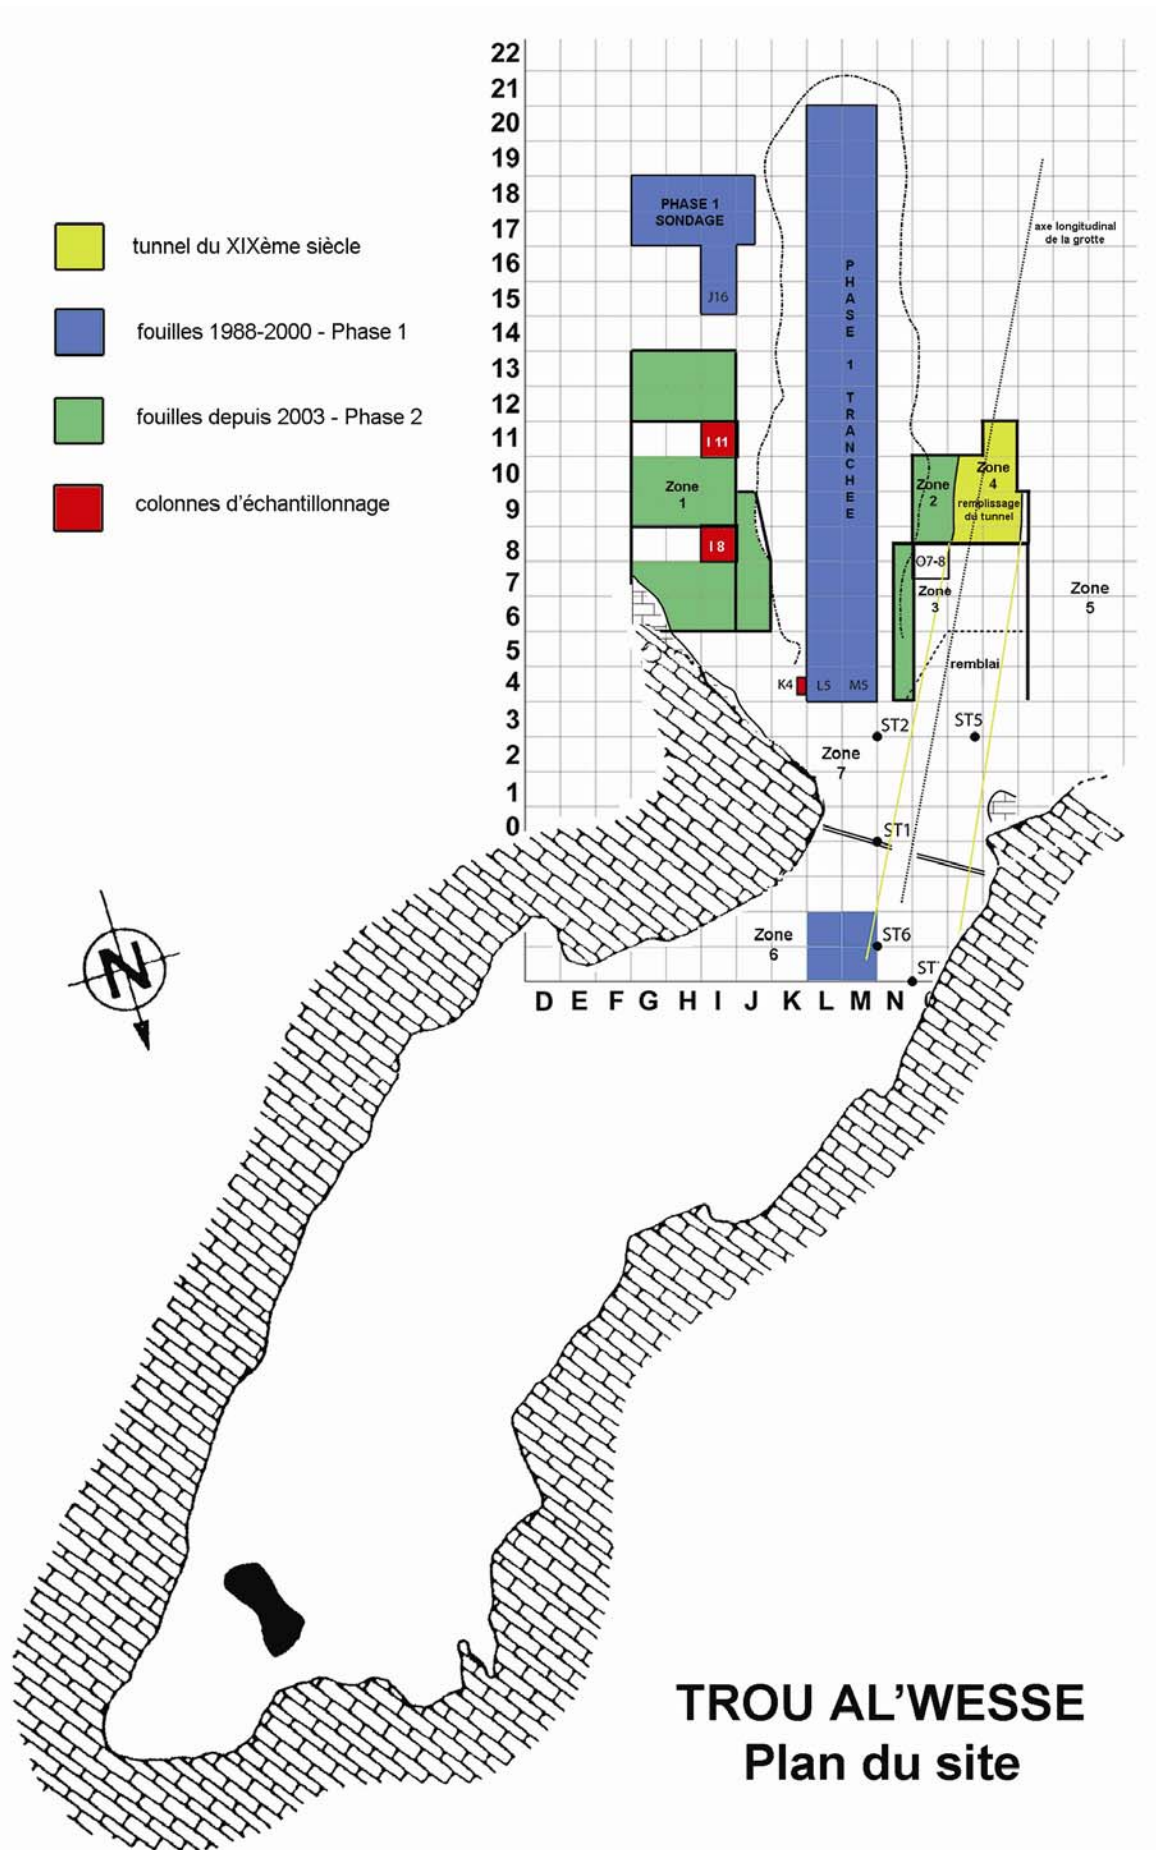 22
21
20
19
18
17
16
15
14
13
12
11
10
9
8
7
6
5
4
3
2
1
0
tunnel du XIXème siècle
fouilles 1988-2000 - Phase 1
fouilles depuis 2003 - Phase 2
colonnes d'échantillonnage
PHASE 1
SONDAGE
J16
PHASE 1 TRANCHEE
axe longitudinal
de la grotte
I 11
Zone
1
I 8
Zone
2
Zone
4
remplissage
du tunnel
O7-8
Zone
3
Zone
5
remblai
K4
L5
M5
ST2
ST5
Zone
7
ST1
Zone
6
ST6
ST
D E F G H I J K L M N
N
TROU AL'WESSE
Plan du site